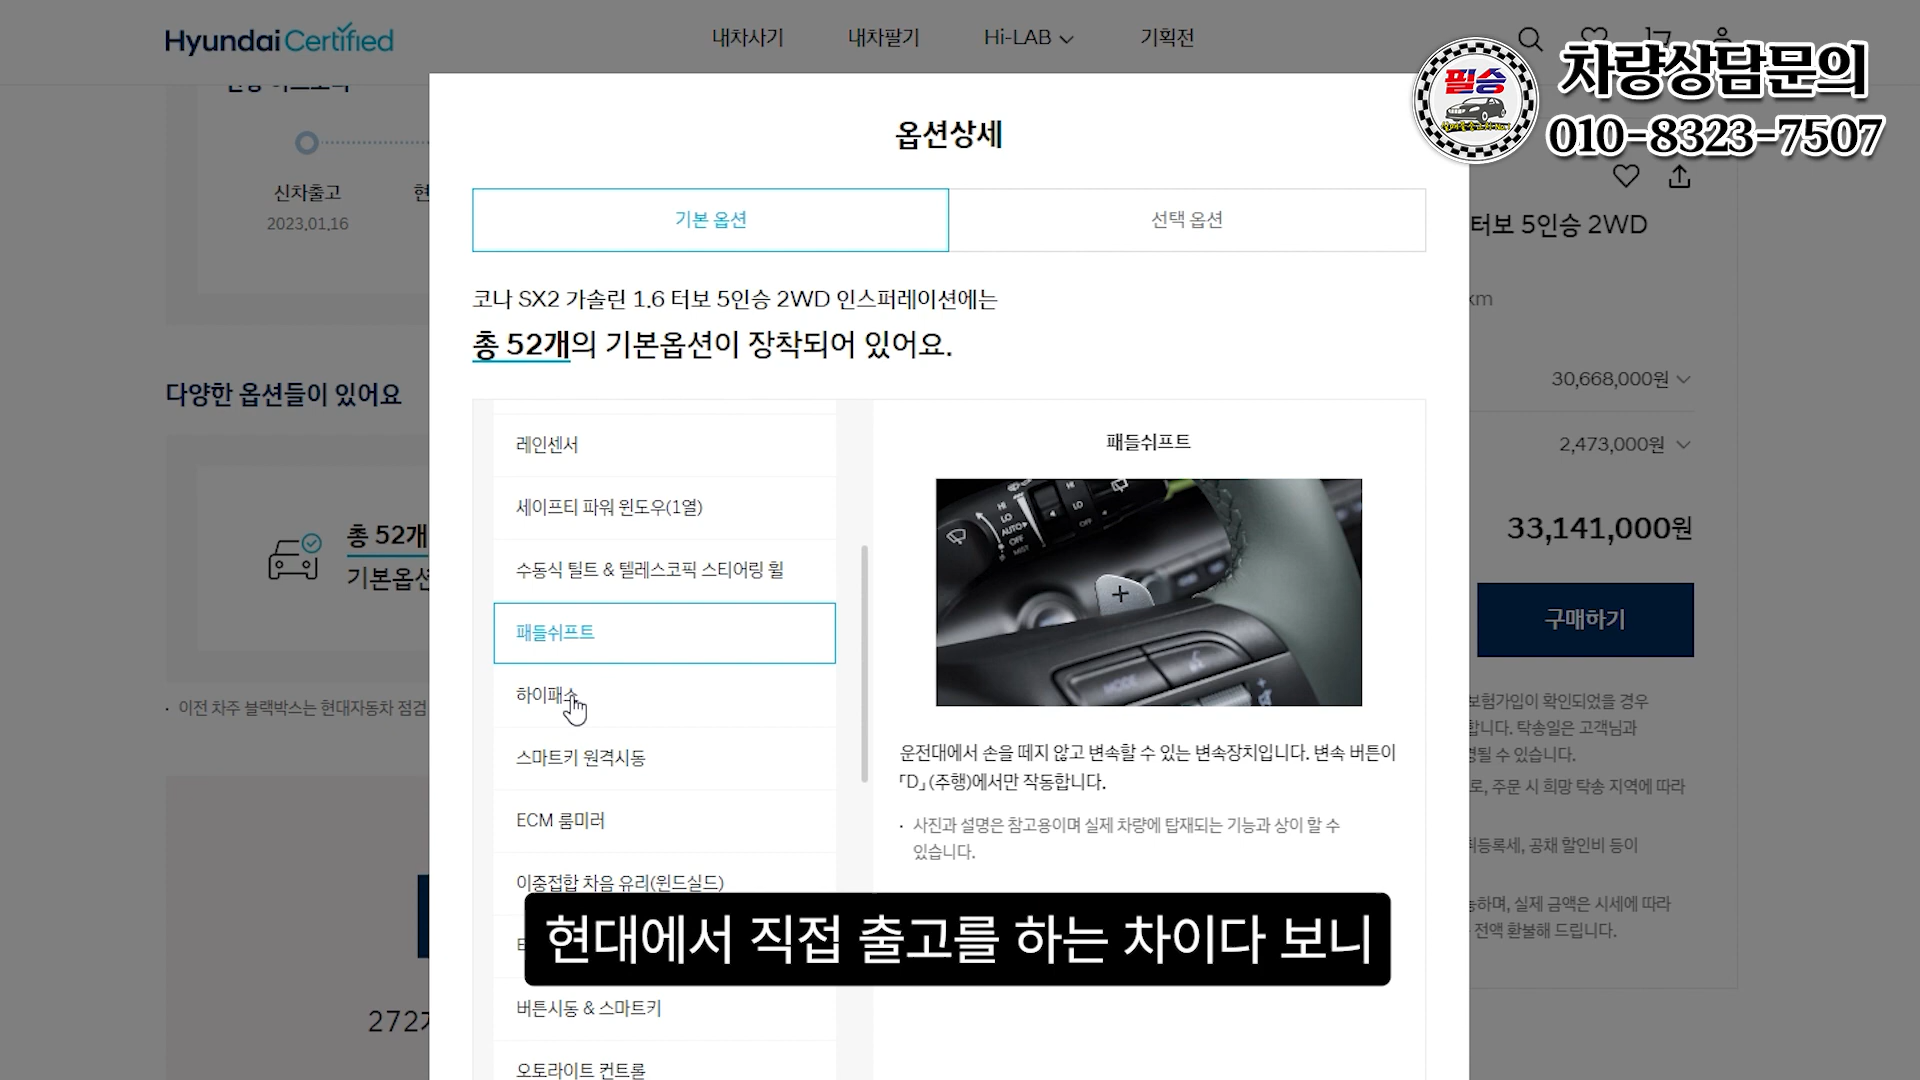 Hyundai Certified
내차사기
내차팔기
Hi-LAB
기획전
필승
차량상담문의
010-8323-7507
신차출고
2023.01.16
다양한 옵션들이 있어요
총 52개
기본옵션
이전 차주 블랙박스는 현대자동차 점검
옵션상세
기본 옵션
선택 옵션
코나 SX2 가솔린 1.6 터보 5인승 2WD 인스퍼레이션에는
총 52개의 기본옵션이 장착되어 있어요.
레인센서
세이프티 파워 윈도우(1열)
수동식 틸트 & 텔레스코픽 스티어링 휠
패들쉬프트
하이패스
스마트키 원격시동
ECM 룸미러
이중접합 차음 유리(윈드실드)
버튼시동 & 스마트키
오토라이트 컨트롤
패들쉬프트
HI
LO
AUTO
OFF
MIST
HI
LO
OFF
+
MODE
운전대에서 손을 떼지 않고 변속할 수 있는 변속장치입니다. 변속 버튼이
「D」(주행)에서만 작동합니다.
· 사진과 설명은 참고용이며 실제 차량에 탑재되는 기능과 상이 할 수
있습니다.
현대에서 직접 출고를 하는 차이다 보니
터보 5인승 2WD
km
30,668,000원
2,473,000원
33,141,000원
구매하기
보험가입이 확인되었을 경우
합니다. 탁송일은 고객님과
될 수 있습니다.
로, 주문 시 희망 탁송 지역에 따라
등록세, 공채 할인비 등이
하며, 실제 금액은 시세에 따라
전액 환불해 드립니다.